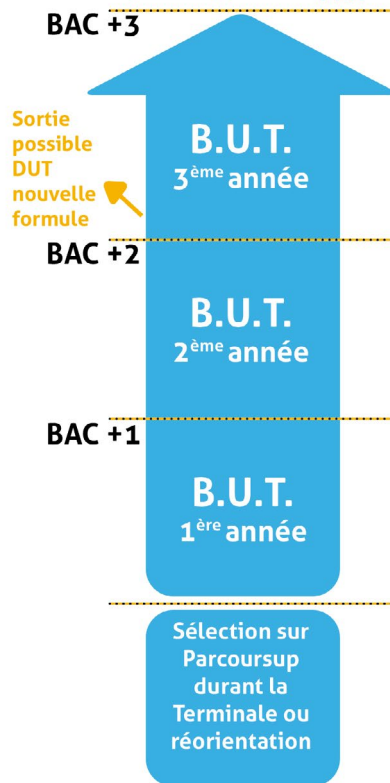 BAC +3
B.U.T.
3ème année
Sortie
possible
DUT
nouvelle
formule
BAC +2
B.U.T.
2ème année
BAC +1
B.U.T.
1ère année
Sélection sur
Parcoursup
durant la
Terminale ou
réorientation